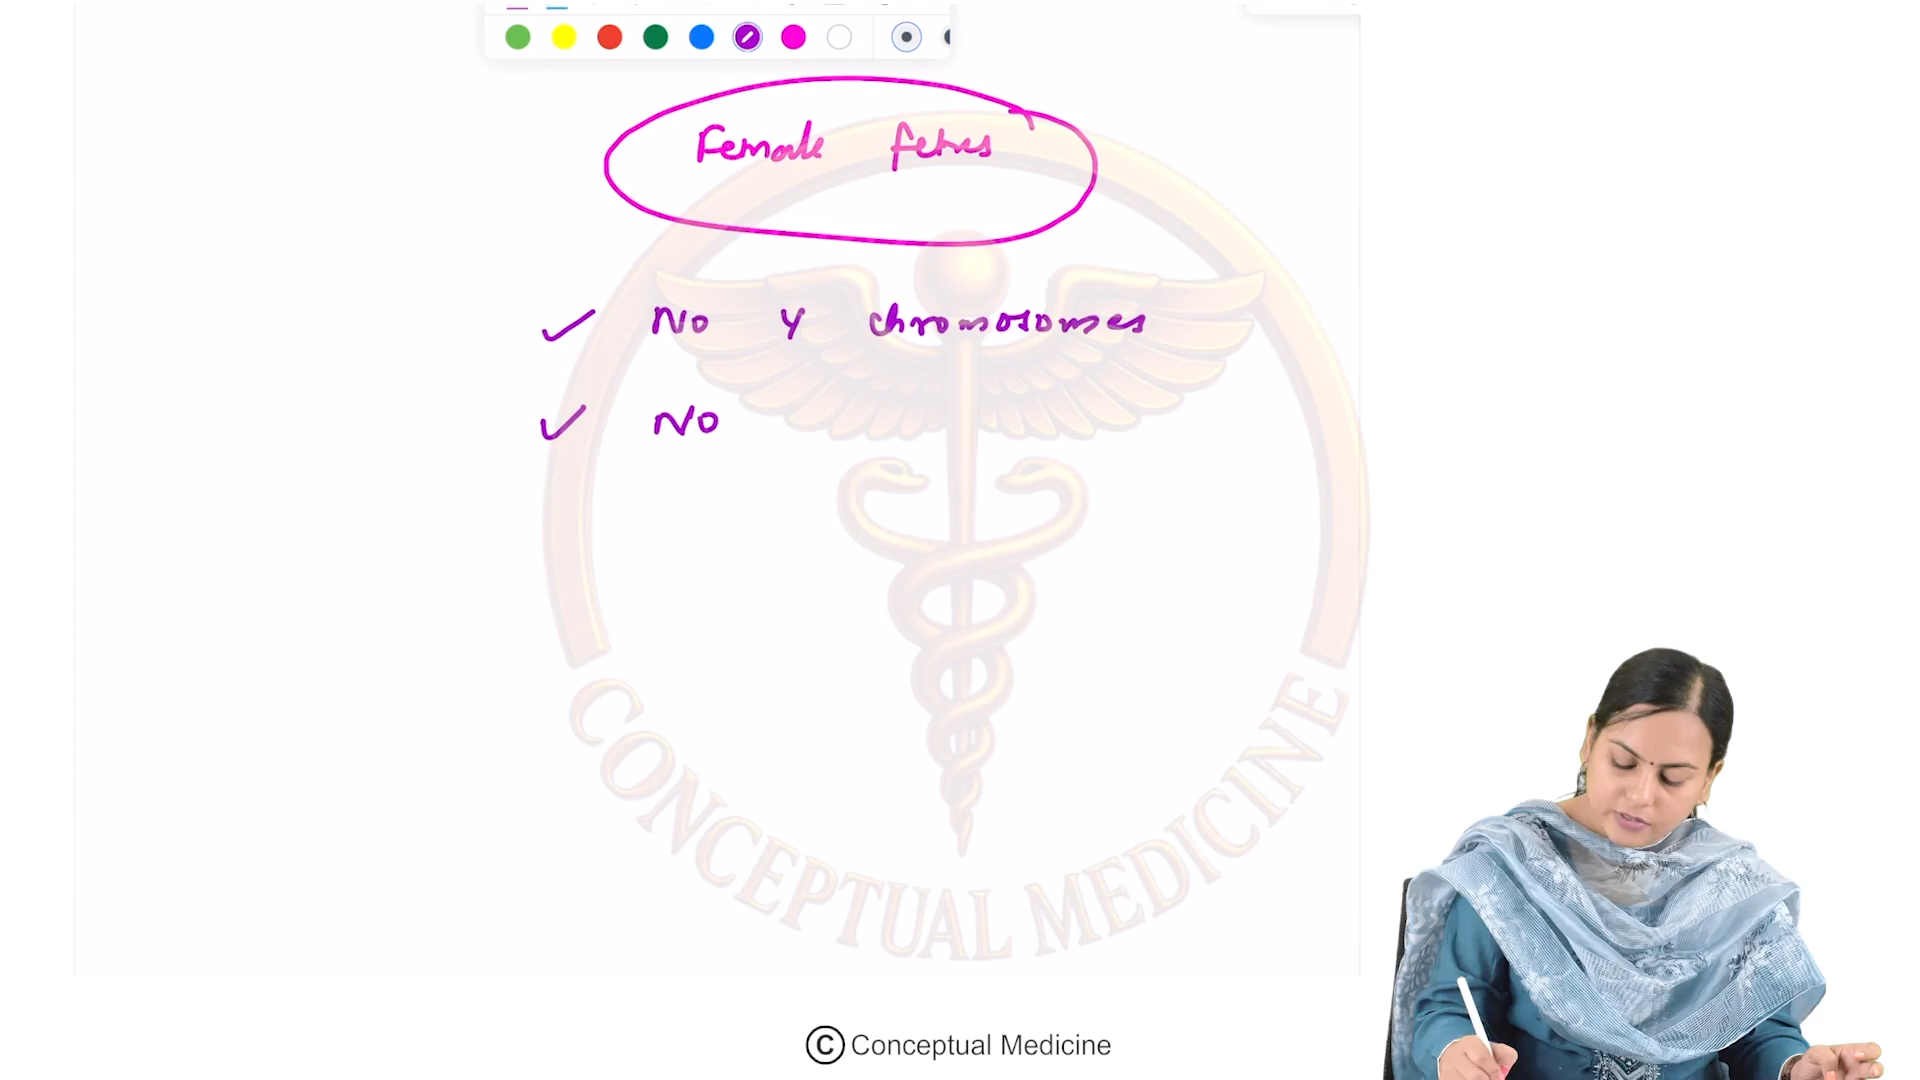 Female fetus
✓ No Y chromosomes
✓ No
CONCEPTUAL MEDICINE
© Conceptual Medicine